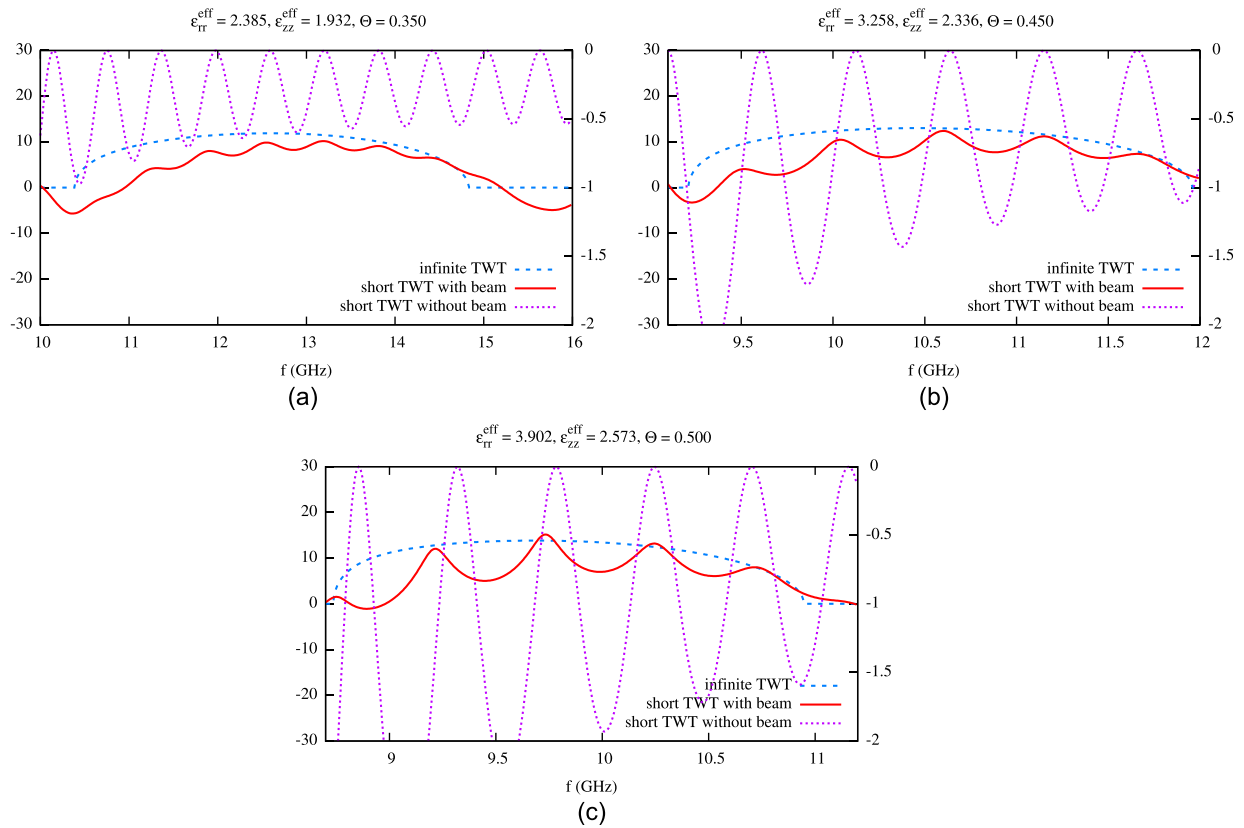 ε_rr^eff = 2.385, ε_zz^eff = 1.932, Θ = 0.350
30
20
10
0
-10
-20
-30
0
-0.5
-1
-1.5
-2
infinite TWT
short TWT with beam
short TWT without beam
10 11 12 13 14 15 16
f (GHz)
(a)
ε_rr^eff = 3.258, ε_zz^eff = 2.336, Θ = 0.450
30
20
10
0
-10
-20
-30
0
-0.5
-1
-1.5
-2
infinite TWT
short TWT with beam
short TWT without beam
9.5 10 10.5 11 11.5 12
f (GHz)
(b)
ε_rr^eff = 3.902, ε_zz^eff = 2.573, Θ = 0.500
30
20
10
0
-10
-20
-30
0
-0.5
-1
-1.5
-2
infinite TWT
short TWT with beam
short TWT without beam
9 9.5 10 10.5 11
f (GHz)
(c)